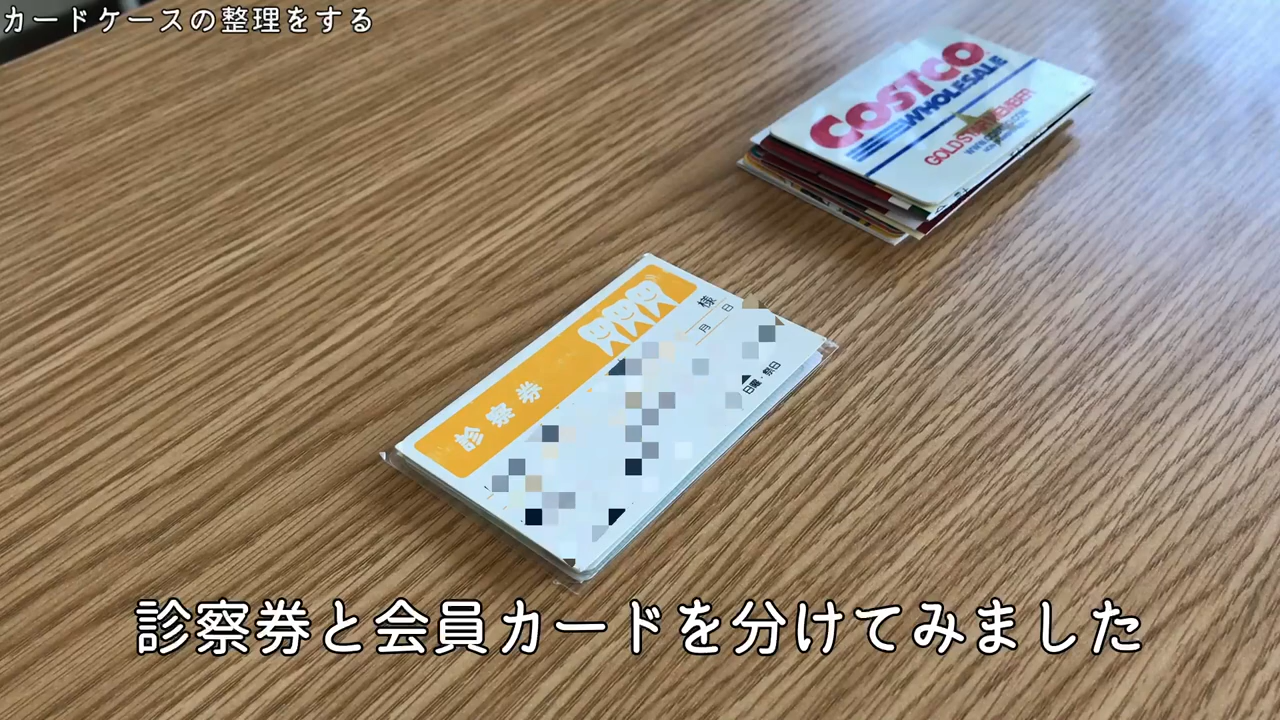 カードケースの整理をする
COSTCO
WHOLESALE
GOLD STAR MEMBER
診察券
様
月 日
日曜・祭日
診察券と会員カードを分けてみました